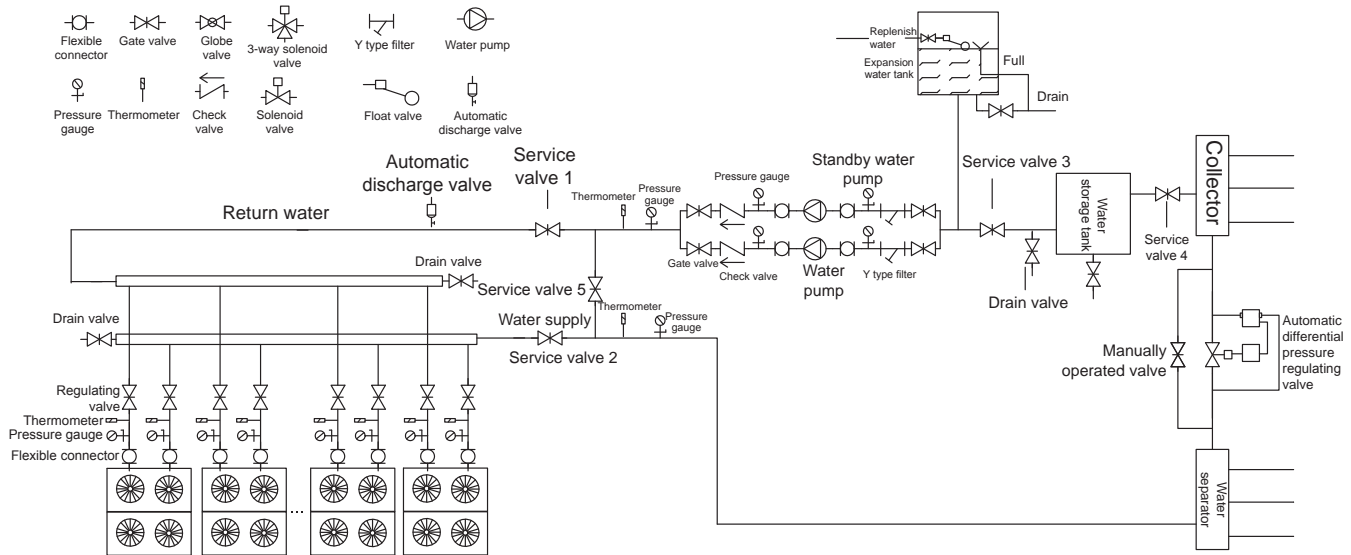 Flexible
connector
Gate valve
Globe
valve
3-way solenoid
valve
Y type filter
Water pump
Pressure
gauge
Thermometer
Check
valve
Solenoid
valve
Float valve
Automatic
discharge valve
Replenish
water
Expansion
water tank
Full
Drain
Automatic
discharge valve
Service
valve 1
Return water
Thermometer
Pressure
gauge
Pressure gauge
Standby water
pump
Service valve 3
Water
storage tank
Service
valve 4
Collector
Gate valve
Check valve
Water
pump
Y type filter
Drain valve
Drain valve
Service valve 5
Drain valve
Water supply
Service valve 2
Thermometer
Pressure
gauge
Manually
operated valve
Automatic
differential
pressure
regulating
valve
Regulating
valve
Thermometer
Pressure gauge
Flexible connector
...
Water
separator